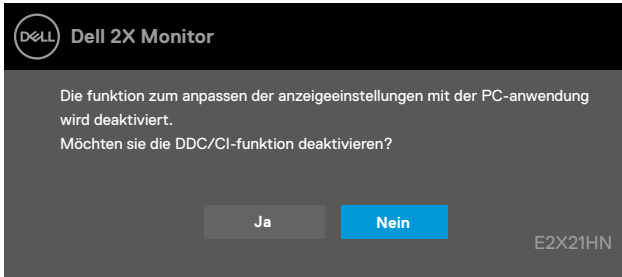 DELL Dell 2X Monitor
Die funktion zum anpassen der anzeigeeinstellungen mit der PC-anwendung
wird deaktiviert.
Möchten sie die DDC/CI-funktion deaktivieren?
Ja Nein
E2X21HN